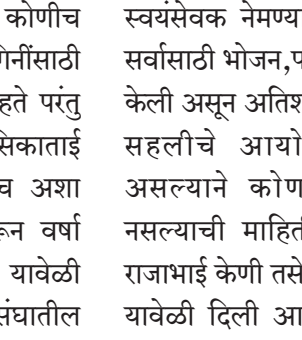 कोणीच
गिनींसाठी
हते परंतु
सिकाताई
च अशा
रून वर्षा
यावेळी
संघातील
स्वयंसेवक नेमण्य
सर्वासाठी भोजन,प
केली असून अतिश
सहलीचे आयो
असल्याने कोण
नसल्याची माहिती
राजाभाई केणी तसे
यावेळी दिली आ